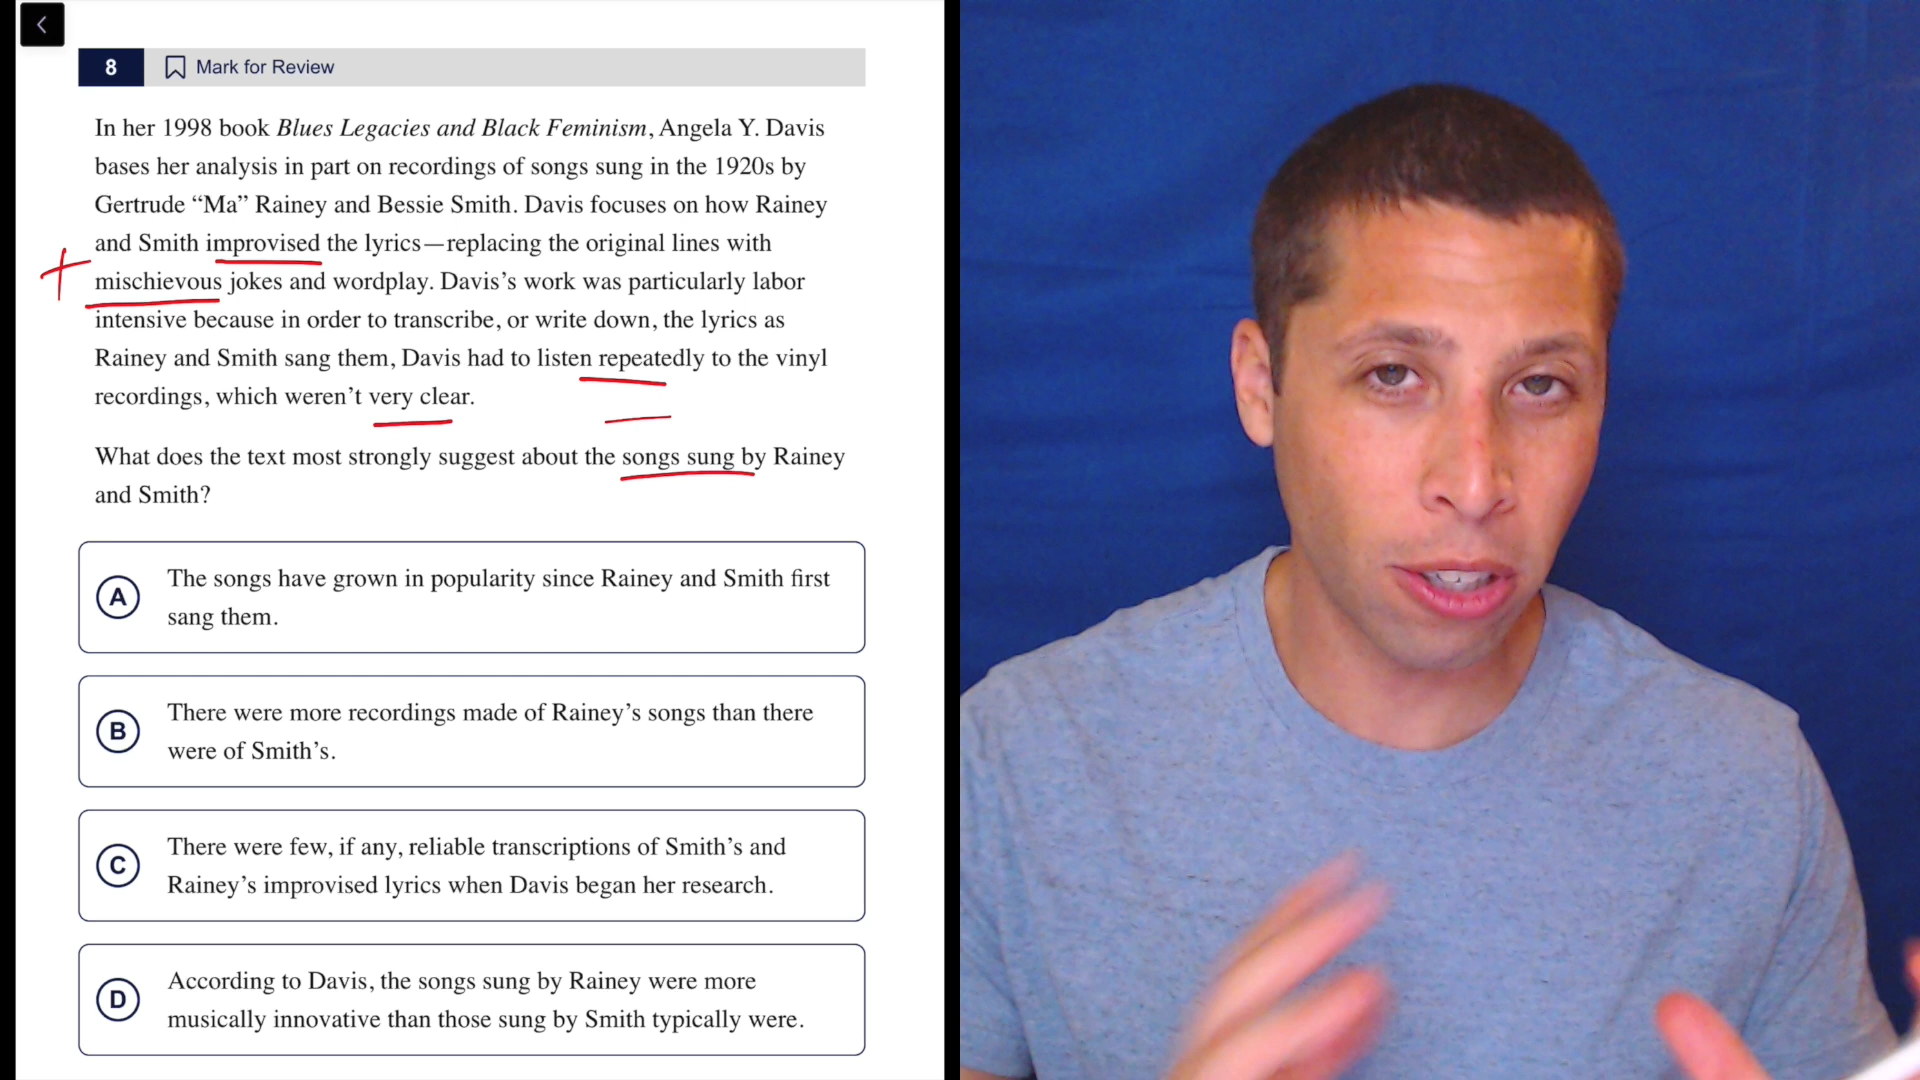 8 Mark for Review
In her 1998 book Blues Legacies and Black Feminism, Angela Y. Davis
bases her analysis in part on recordings of songs sung in the 1920s by
Gertrude “Ma” Rainey and Bessie Smith. Davis focuses on how Rainey
and Smith improvised the lyrics—replacing the original lines with
mischievous jokes and wordplay. Davis’s work was particularly labor
intensive because in order to transcribe, or write down, the lyrics as
Rainey and Smith sang them, Davis had to listen repeatedly to the vinyl
recordings, which weren’t very clear.
What does the text most strongly suggest about the songs sung by Rainey
and Smith?
A The songs have grown in popularity since Rainey and Smith first
sang them.
B There were more recordings made of Rainey’s songs than there
were of Smith’s.
C There were few, if any, reliable transcriptions of Smith’s and
Rainey’s improvised lyrics when Davis began her research.
D According to Davis, the songs sung by Rainey were more
musically innovative than those sung by Smith typically were.